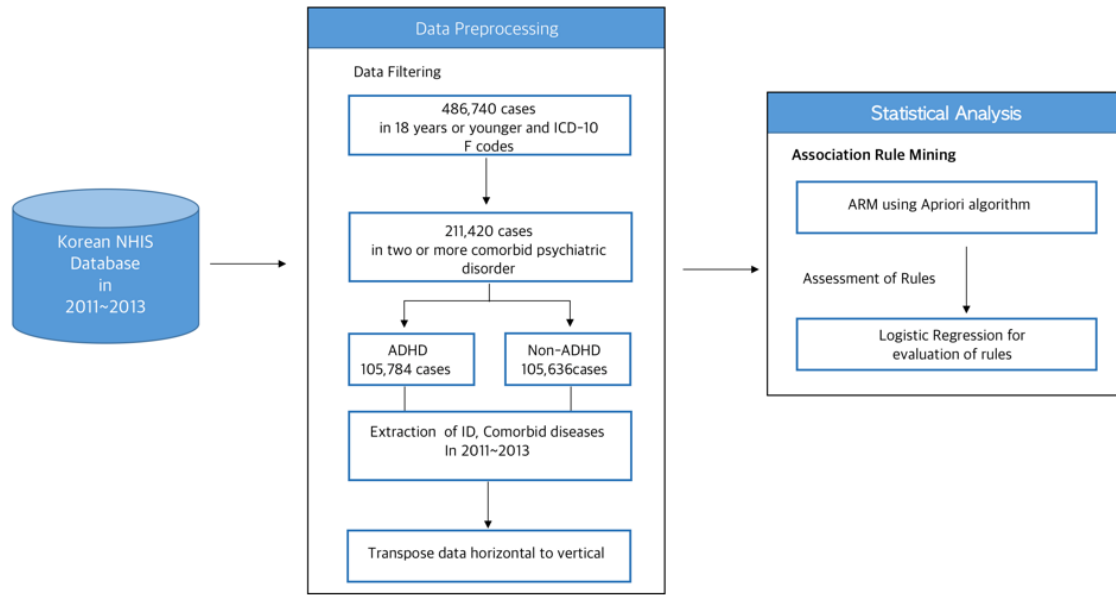 Korean NHIS
Database
in
2011~2013
Data Preprocessing
Data Filtering
486,740 cases
in 18 years or younger and ICD-10
F codes
211,420 cases
in two or more comorbid psychiatric
disorder
ADHD
105,784 cases
Non-ADHD
105,636cases
Extraction of ID, Comorbid diseases
In 2011~2013
Transpose data horizontal to vertical
Statistical Analysis
Association Rule Mining
ARM using Apriori algorithm
Assessment of Rules
Logistic Regression for
evaluation of rules